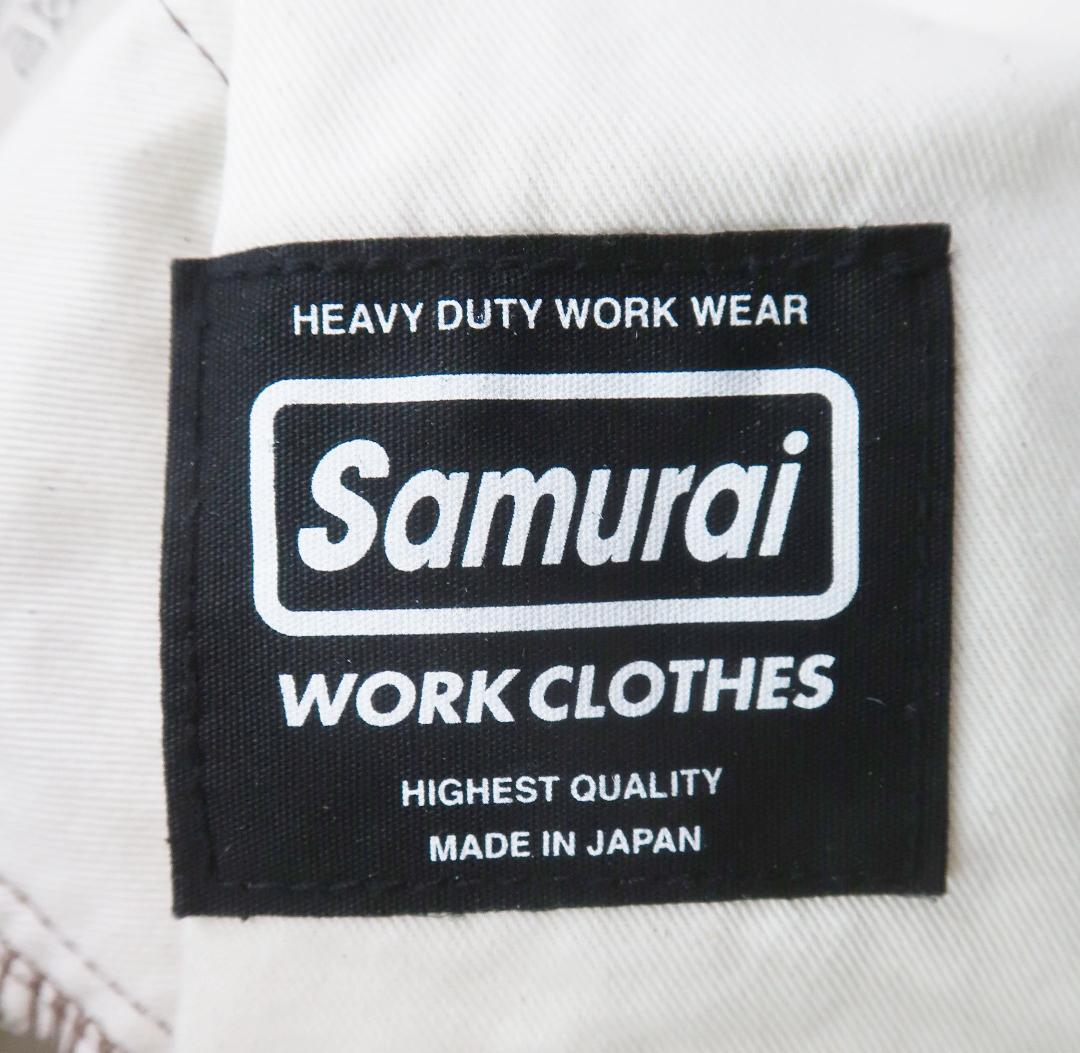 HEAVY DUTY WORK WEAR
Samurai
WORK CLOTHES
HIGHEST QUALITY
MADE IN JAPAN